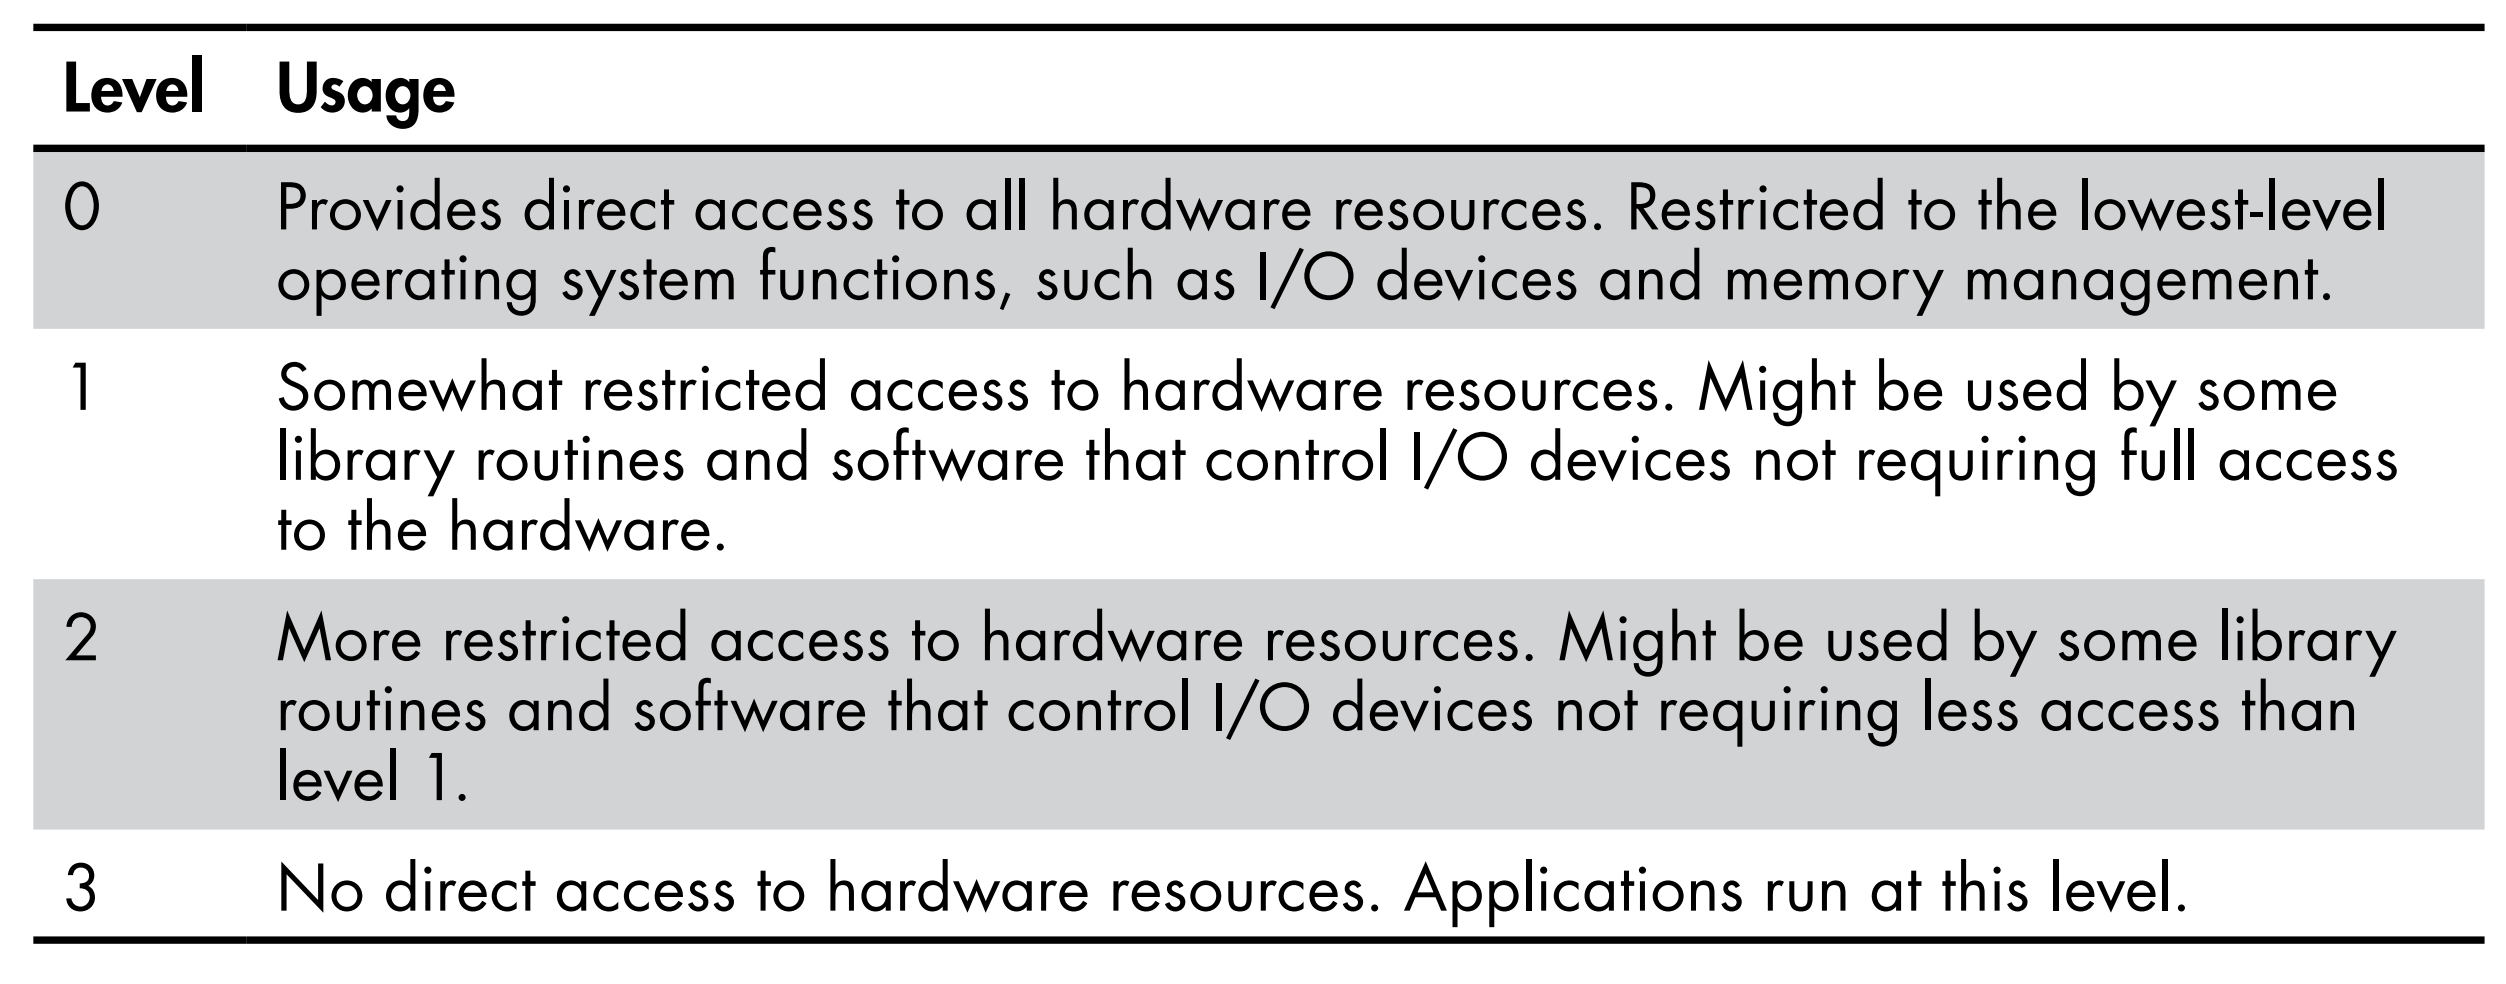 Level Usage
0 Provides direct access to all hardware resources. Restricted to the lowest-level
operating system functions, such as I/O devices and memory management.
1 Somewhat restricted access to hardware resources. Might be used by some
library routines and software that control I/O devices not requiring full access
to the hardware.
2 More restricted access to hardware resources. Might be used by some library
routines and software that control I/O devices not requiring less access than
level 1.
3 No direct access to hardware resources. Applications run at this level.